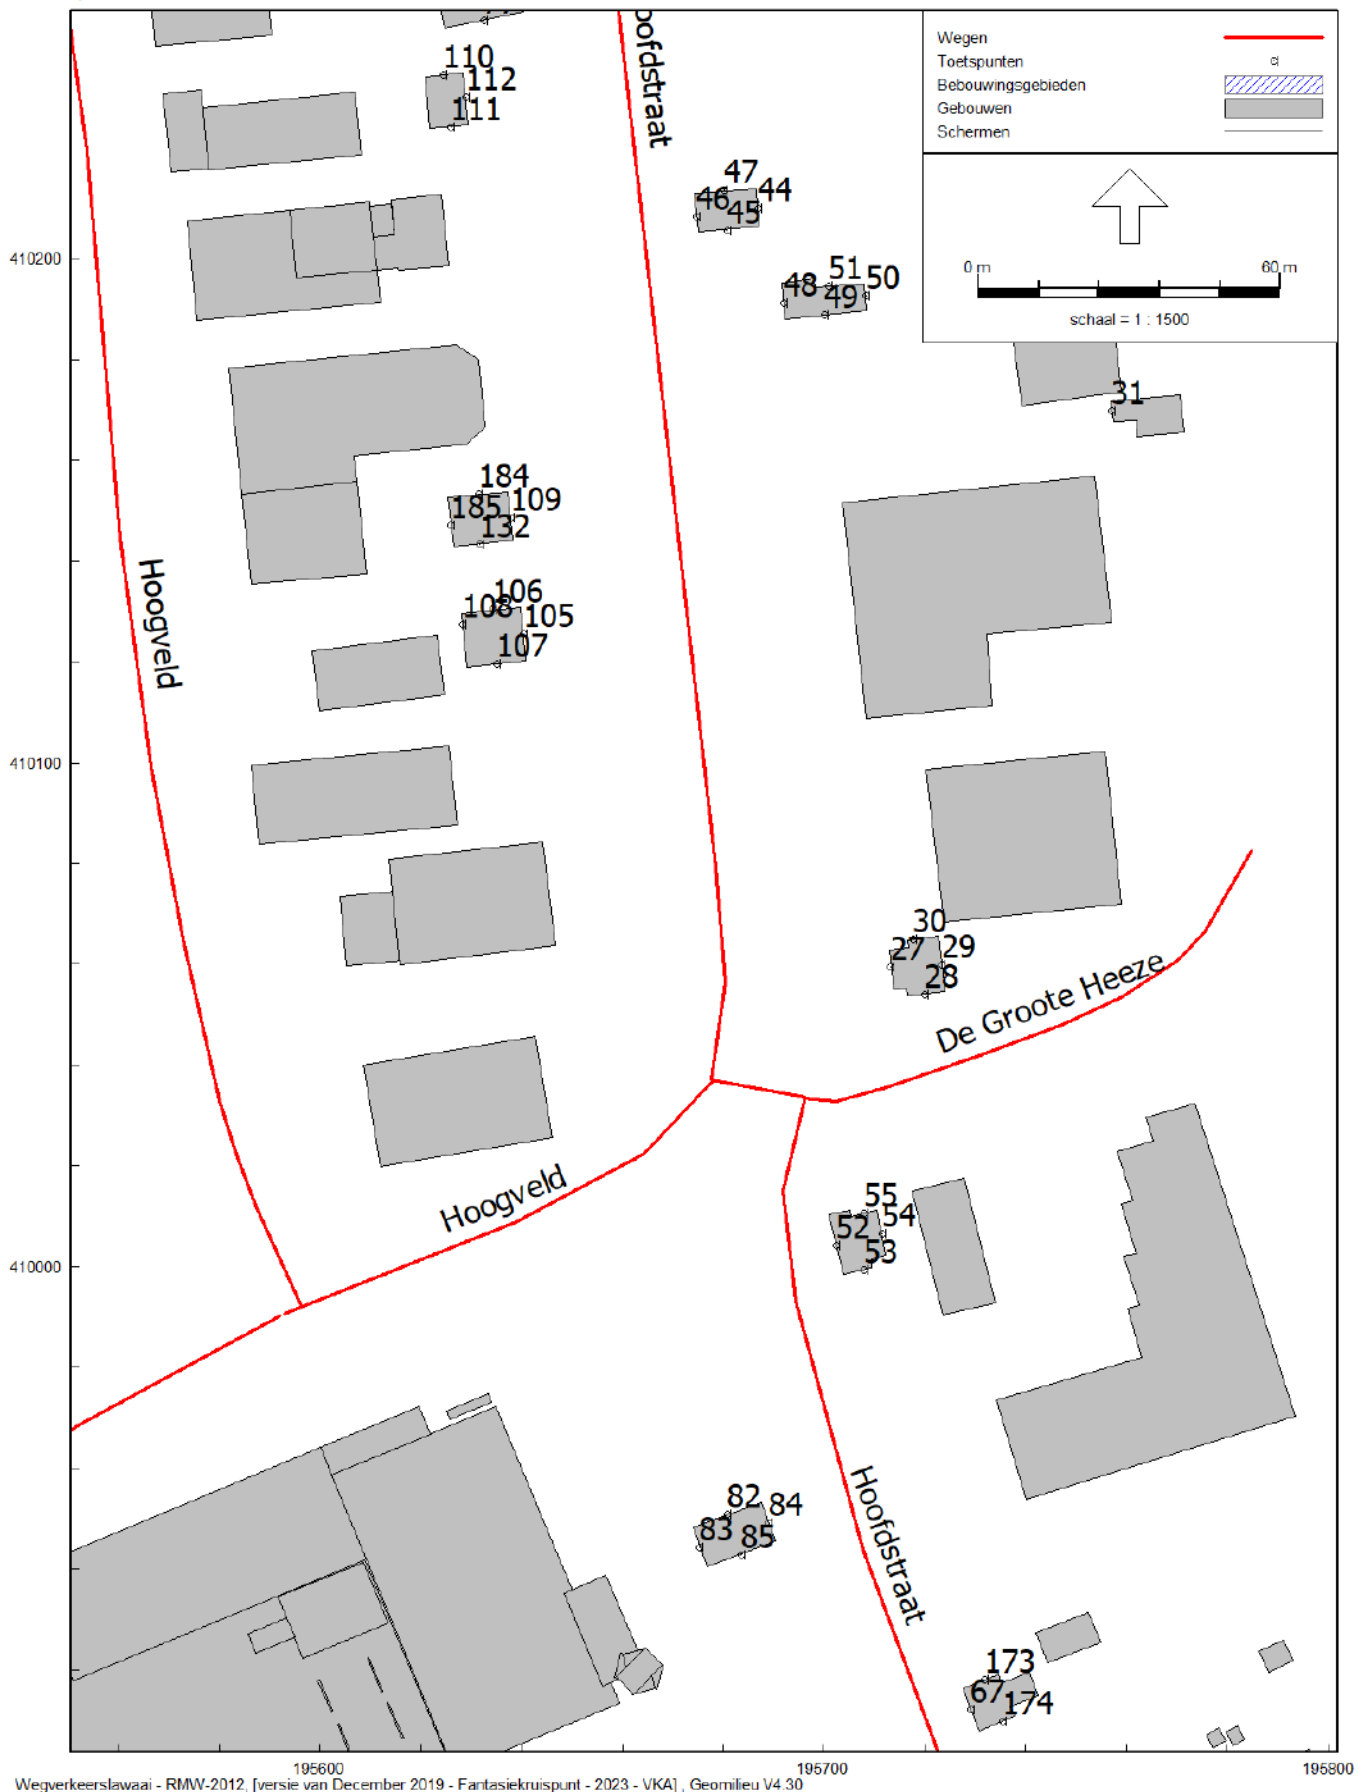 Wegen
Toetspunten
Bebouwingsgebieden
Gebouwen
Schermen
0 m 60 m
schaal = 1 : 1500
oofdstraat
110
112
111
47
46 44
45
410200
51
48 50
49
31
184
185 109
132
Hoogveld
106
108 105
107
410100
30
27 29
28
De Groote Heeze
Hoogveld
55
52 54
53
410000
82
83 84
85
Hoofdstraat
173
67
174
195600 195700 195800
Wegverkeerslawaai - RMW-2012, [versie van December 2019 - Fantasiekruispunt - 2023 - VKA] , Geomilieu V4.30